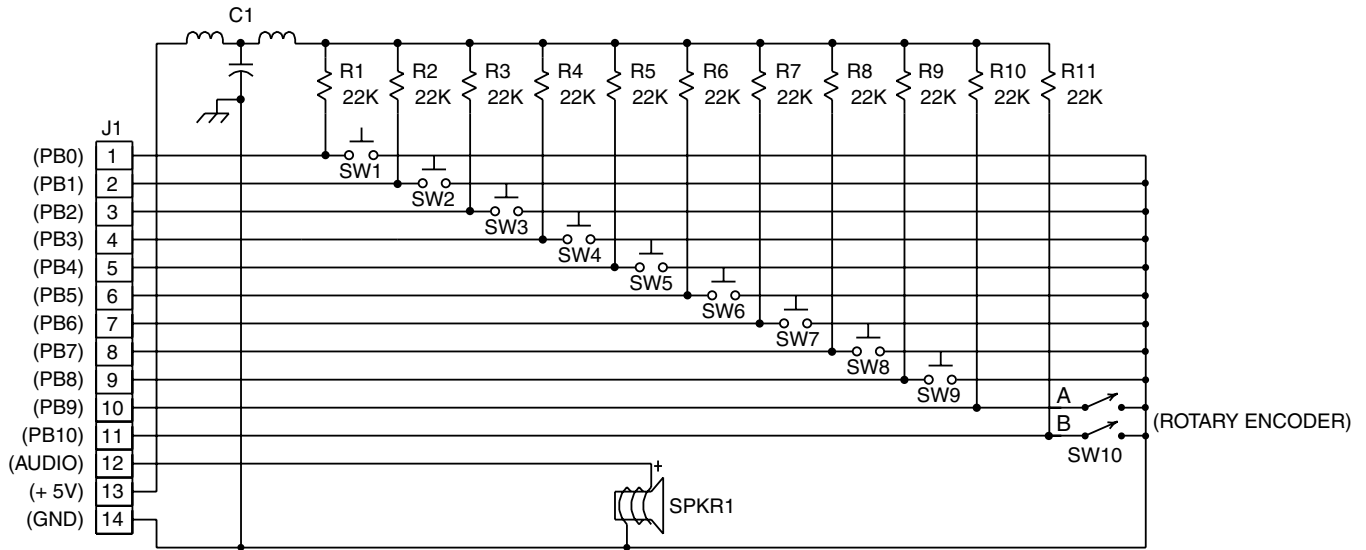 C1
R1 R2 R3 R4 R5 R6 R7 R8 R9 R10 R11
22K 22K 22K 22K 22K 22K 22K 22K 22K 22K 22K
J1
(PB0) 1 SW1
(PB1) 2 SW2
(PB2) 3 SW3
(PB3) 4 SW4
(PB4) 5 SW5
(PB5) 6 SW6
(PB6) 7 SW7
(PB7) 8 SW8
(PB8) 9 SW9
(PB9) 10 A
(ROTARY ENCODER)
(PB10) 11 B
SW10
(AUDIO) 12 +
(+ 5V) 13
SPKR1
(GND) 14